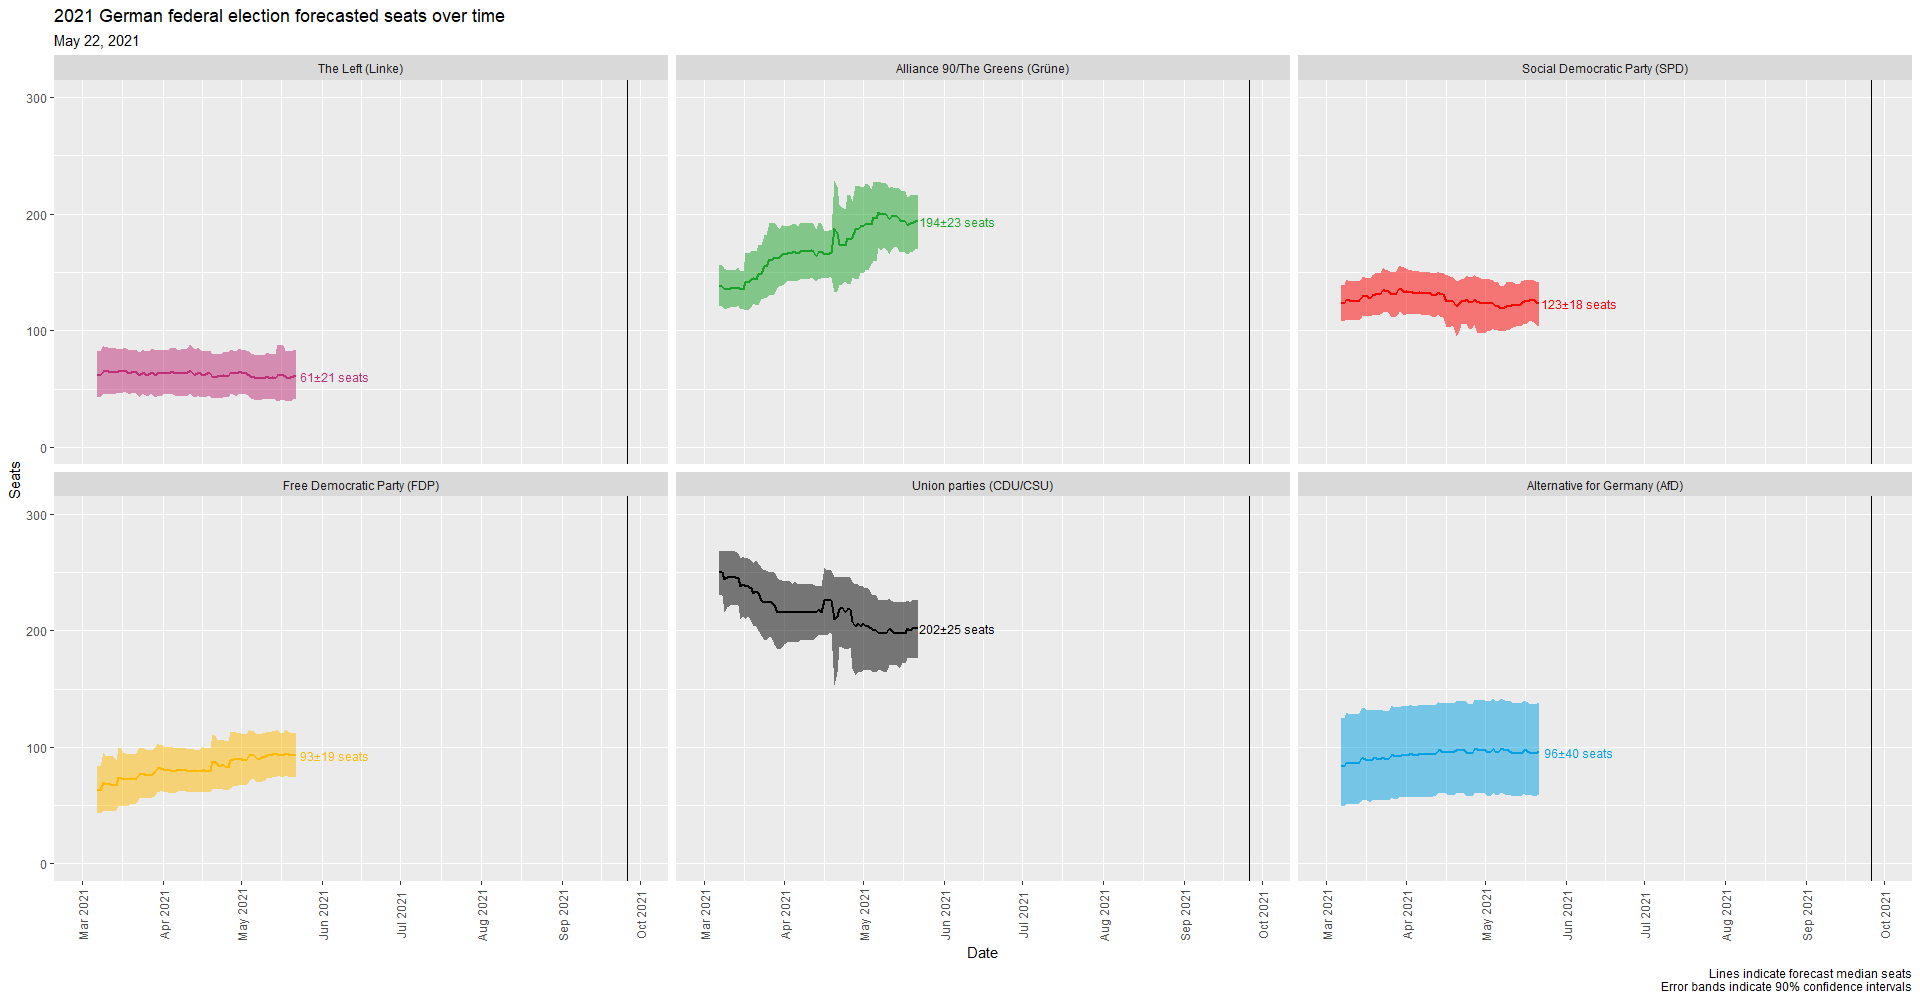 2021 German federal election forecasted seats over time
May 22, 2021
The Left (Linke)
Alliance 90/The Greens (Grüne)
Social Democratic Party (SPD)
300
200
100
0
61±21 seats
194±23 seats
123±18 seats
Seats
Free Democratic Party (FDP)
Union parties (CDU/CSU)
Alternative for Germany (AfD)
300
200
100
0
93±19 seats
202±25 seats
96±40 seats
Mar 2021 Apr 2021 May 2021 Jun 2021 Jul 2021 Aug 2021 Sep 2021 Oct 2021
Mar 2021 Apr 2021 May 2021 Jun 2021 Jul 2021 Aug 2021 Sep 2021 Oct 2021
Mar 2021 Apr 2021 May 2021 Jun 2021 Jul 2021 Aug 2021 Sep 2021 Oct 2021
Date
Lines indicate forecast median seats
Error bands indicate 90% confidence intervals